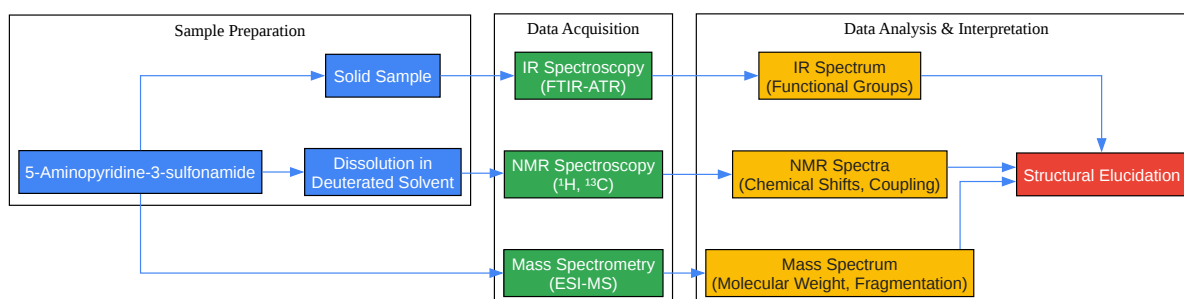 Sample Preparation
Data Acquisition
Data Analysis & Interpretation
Solid Sample
IR Spectroscopy
(FTIR-ATR)
IR Spectrum
(Functional Groups)
5-Aminopyridine-3-sulfonamide
Dissolution in
Deuterated Solvent
NMR Spectroscopy
(¹H, ¹³C)
NMR Spectra
(Chemical Shifts, Coupling)
Structural Elucidation
Mass Spectrometry
(ESI-MS)
Mass Spectrum
(Molecular Weight, Fragmentation)